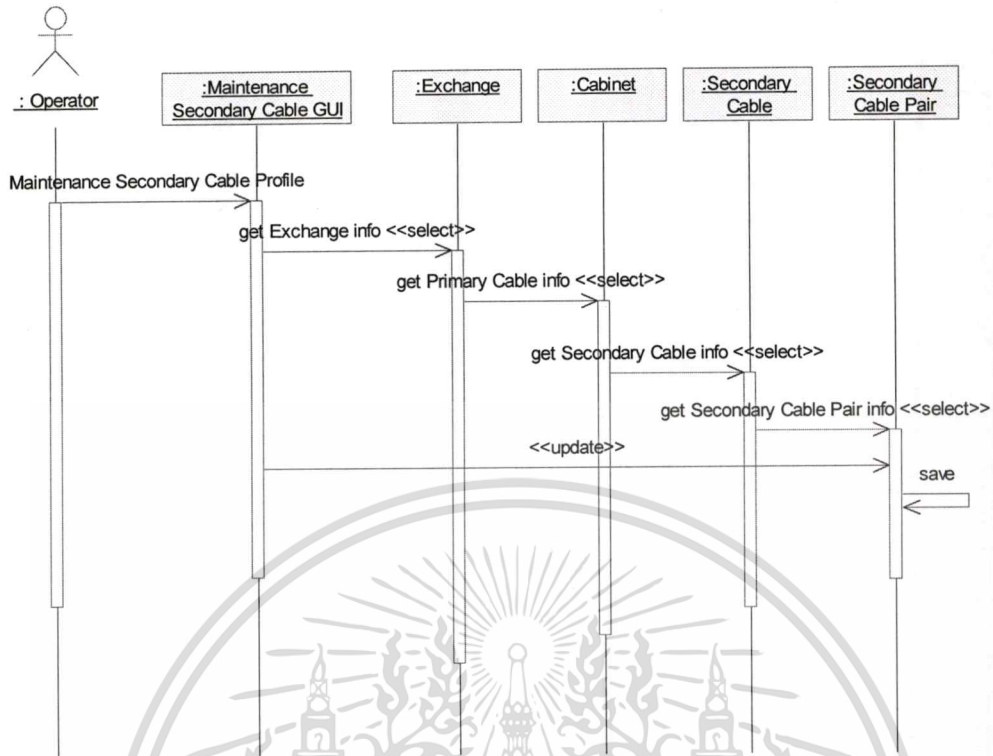 : Operator
:Maintenance
Secondary Cable GUI
:Exchange
:Cabinet
:Secondary
Cable
:Secondary
Cable Pair
Maintenance Secondary Cable Profile
get Exchange info <<select>>
get Primary Cable info <<select>>
get Secondary Cable info <<select>>
get Secondary Cable Pair info <<select>>
<<update>>
save